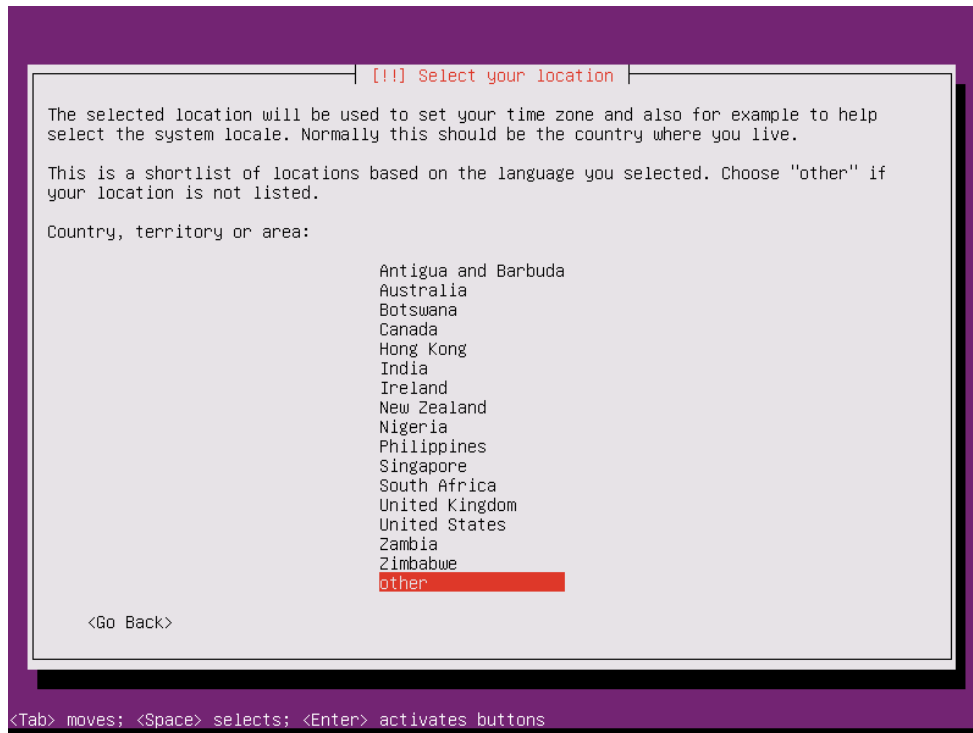 [!!] Select your location
The selected location will be used to set your time zone and also for example to help
select the system locale. Normally this should be the country where you live.
This is a shortlist of locations based on the language you selected. Choose "other" if
your location is not listed.
Country, territory or area:
Antigua and Barbuda
Australia
Botswana
Canada
Hong Kong
India
Ireland
New Zealand
Nigeria
Philippines
Singapore
South Africa
United Kingdom
United States
Zambia
Zimbabwe
other
<Go Back>
<Tab> moves; <Space> selects; <Enter> activates buttons